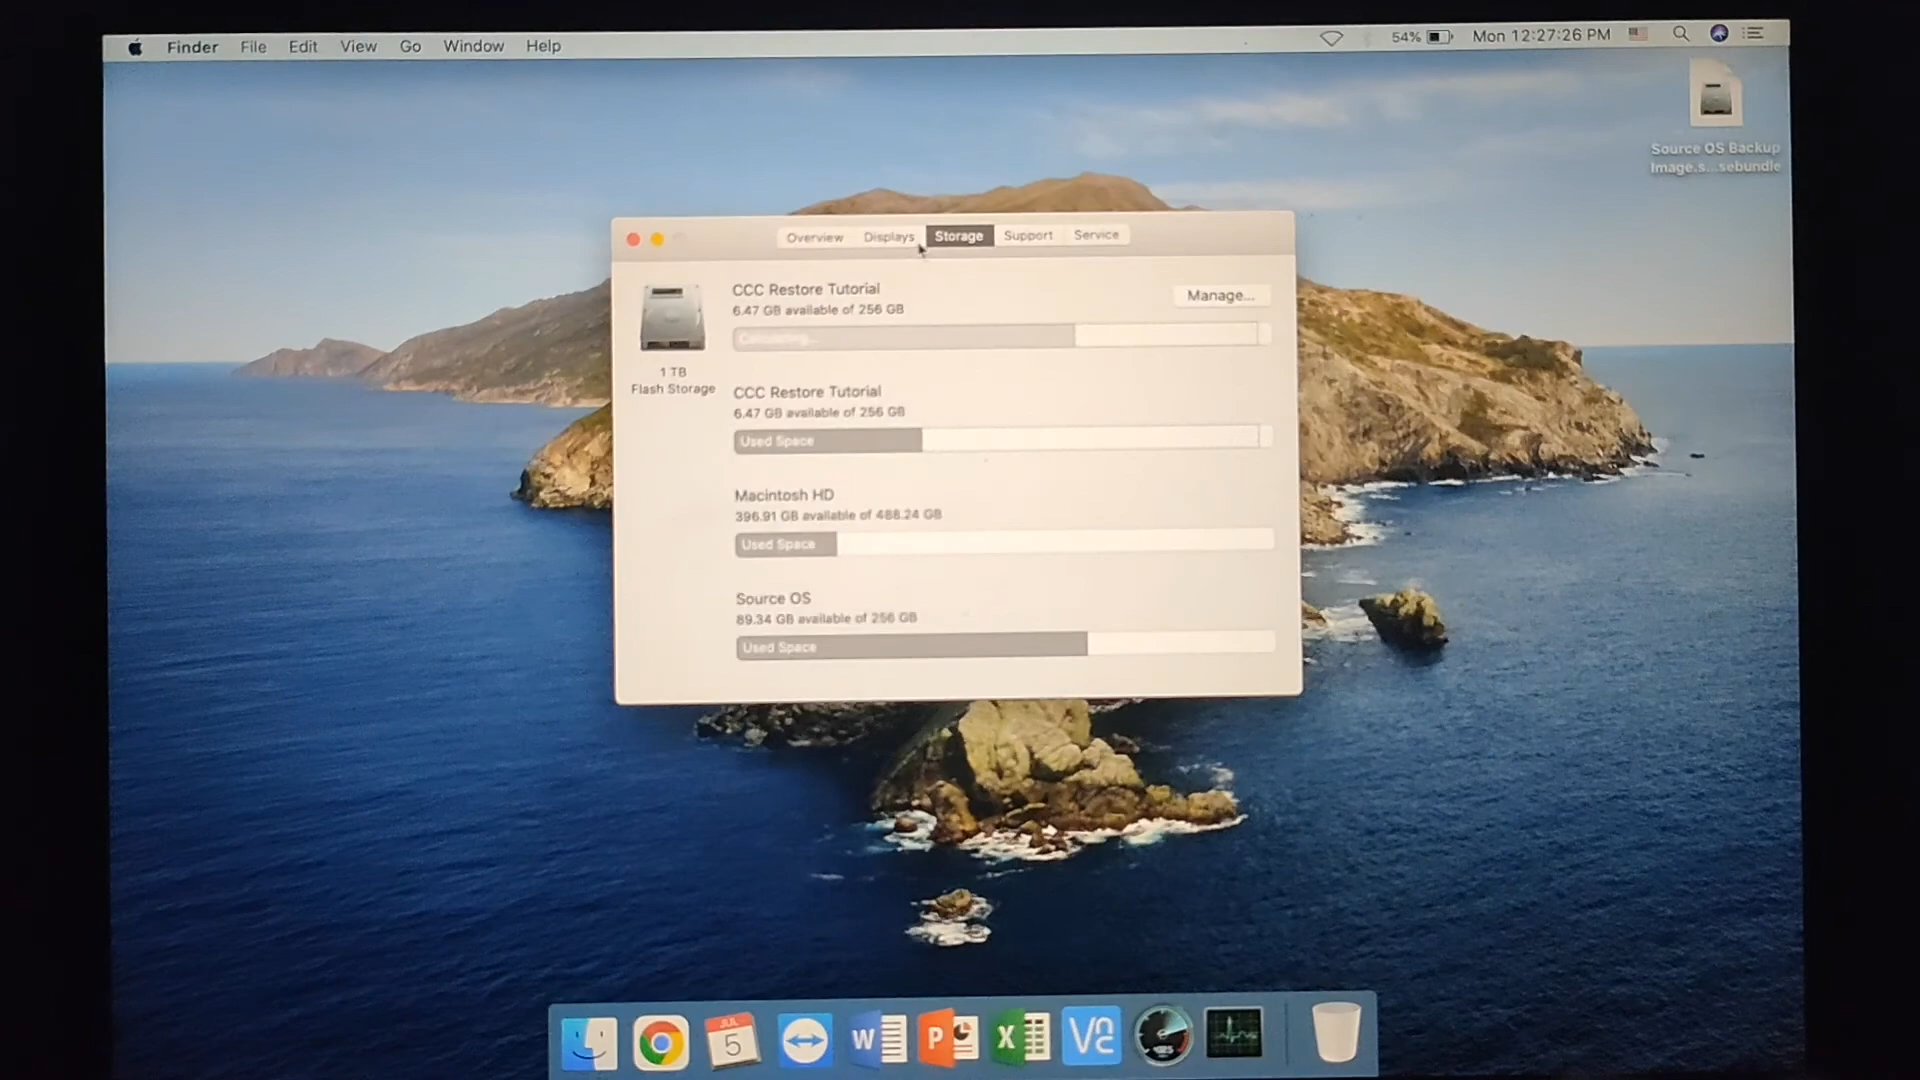 Finder File Edit View Go Window Help
54% Mon 12:27:26 PM
Source OS Backup
Image.s...sebundle
Overview Displays Storage Support Service
CCC Restore Tutorial
6.47 GB available of 256 GB
Manage...
Calculating...
1 TB
Flash Storage
CCC Restore Tutorial
6.47 GB available of 256 GB
Used Space
Macintosh HD
396.91 GB available of 488.24 GB
Used Space
Source OS
89.34 GB available of 256 GB
Used Space
JUL
5
W
P
X